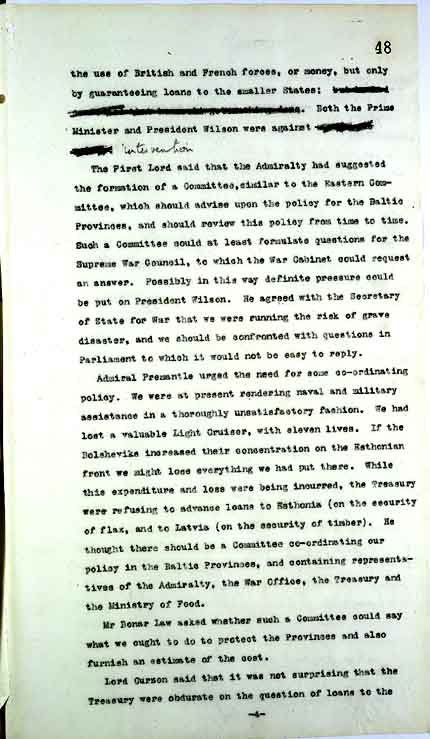 48
the use of British and French forces, or money, but only
by guaranteeing loans to the smaller States:
Both the Prime
Minister and President Wilson were against
intervention
The First Lord said that the Admiralty had suggested
the formation of a Committee, similar to the Eastern Com-
mittee, which should advise upon the policy for the Baltic
Provinces, and should review this policy from time to time.
Such a Committee could at least formulate questions for the
Supreme War Council, to which the War Cabinet could request
an answer. Possibly in this way definite pressure could
be put on President Wilson. He agreed with the Secretary
of State for War that we were running the risk of grave
disaster, and we should be confronted with questions in
Parliament to which it would not be easy to reply.
Admiral Fremantle urged the need for some co-ordinating
policy. We were at present rendering naval and military
assistance in a thoroughly unsatisfactory fashion. We had
lost a valuable Light Cruiser, with eleven lives. If the
Bolsheviks increased their concentration on the Esthonian
front we might lose everything we had put there. While
this expenditure and loss were being incurred, the Treasury
were refusing to advance loans to Esthonia (on the security
of flax, and to Latvia (on the security of timber). He
thought there should be a Committee co-ordinating our
policy in the Baltic Provinces, and containing representa-
tives of the Admiralty, the War Office, the Treasury and
the Ministry of Food.
Mr Bonar Law asked whether such a Committee could say
what we ought to do to protect the Provinces and also
furnish an estimate of the cost.
Lord Curzon said that it was not surprising that the
Treasury were obdurate on the question of loans to the
-4-